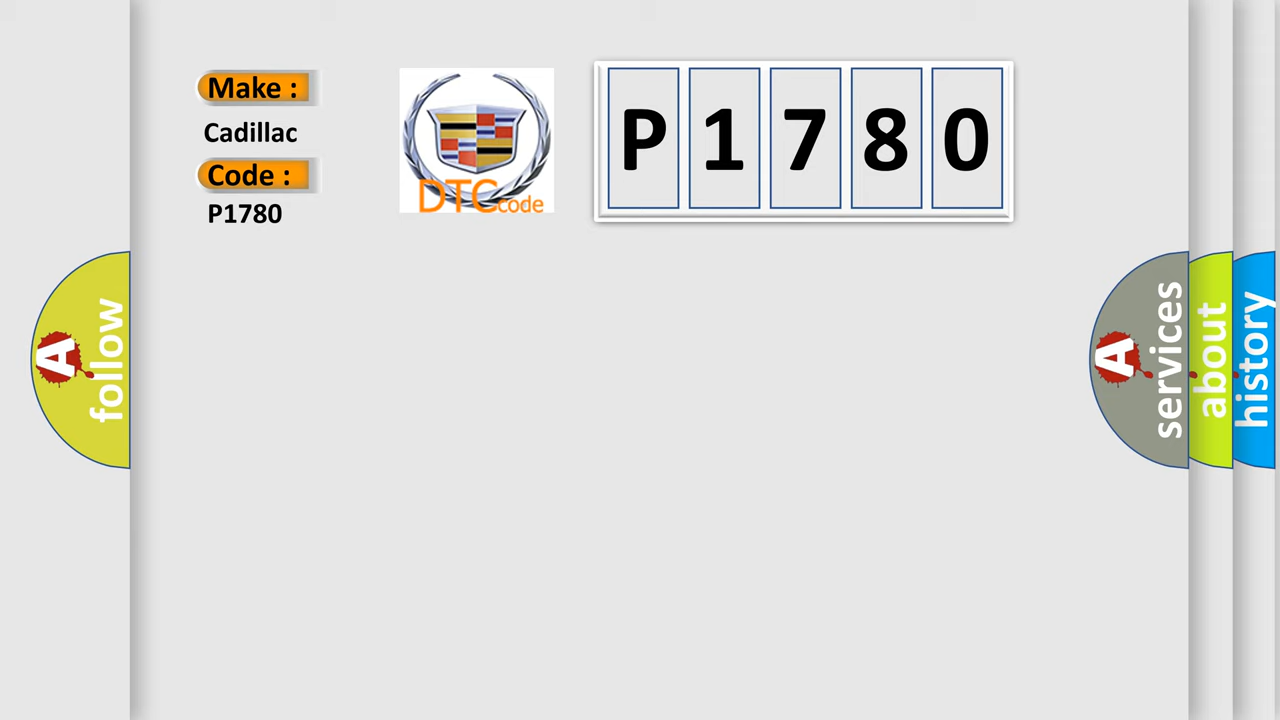 Make :
Cadillac
Code :
P1780
DTCcode
P 1 7 8 0
A follow
A services
about
history